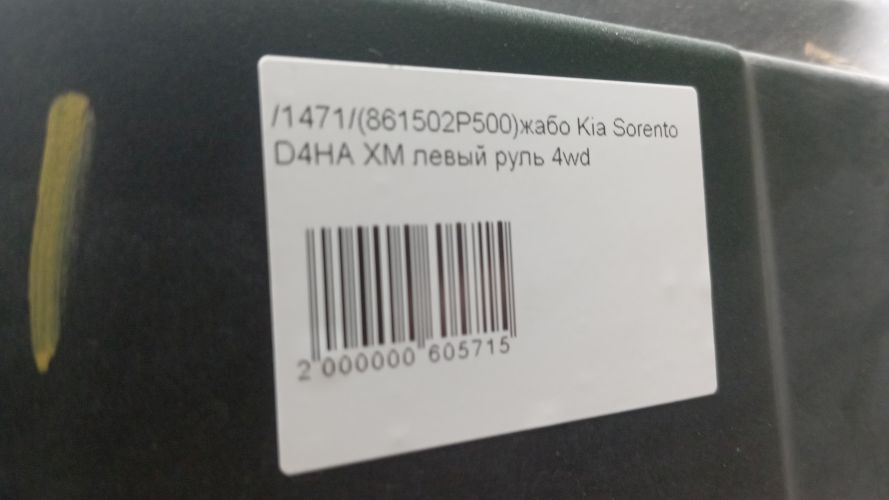 /1471/(861502P500)жабо Kia Sorento
D4HA XM левый руль 4wd
2 000000 605715